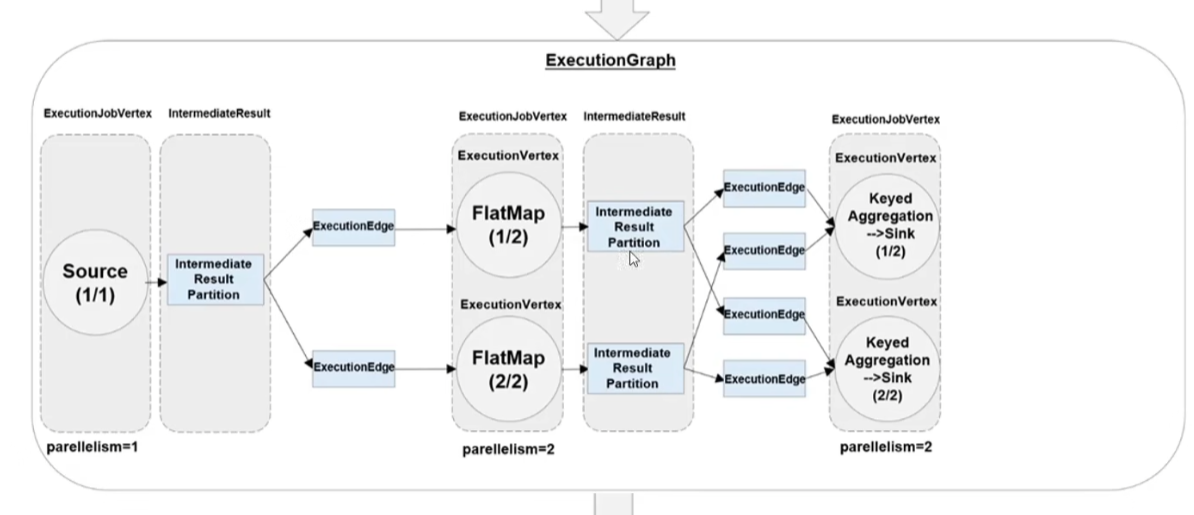 ExecutionGraph
ExecutionJobVertex
IntermediateResult
Source
(1/1)
Intermediate
Result
Partition
parellelism=1
ExecutionEdge
ExecutionEdge
ExecutionJobVertex
IntermediateResult
ExecutionVertex
FlatMap
(1/2)
ExecutionVertex
FlatMap
(2/2)
parellelism=2
Intermediate
Result
Partition
Intermediate
Result
Partition
ExecutionEdge
ExecutionEdge
ExecutionEdge
ExecutionEdge
ExecutionJobVertex
ExecutionVertex
Keyed
Aggregation
-->Sink
(1/2)
ExecutionVertex
Keyed
Aggregation
-->Sink
(2/2)
parellelism=2